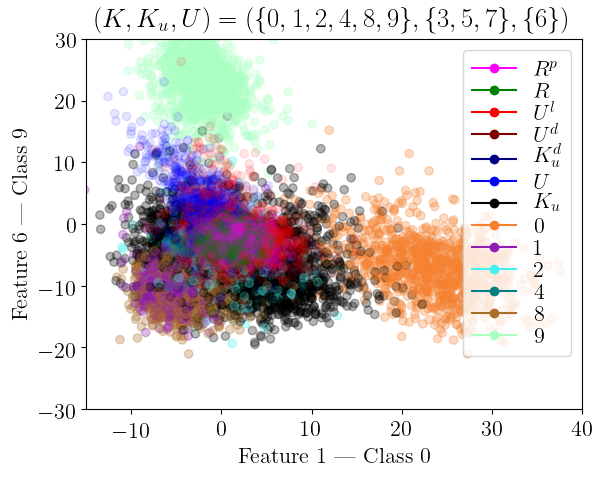 (K, K_u, U) = ({0, 1, 2, 4, 8, 9}, {3, 5, 7}, {6})
30
20
10
0
−10
−20
−30
Feature 6 — Class 9
−10
0
10
20
30
40
Feature 1 — Class 0
R^p
R
U^l
U^d
K_u^d
U
K_u
0
1
2
4
8
9